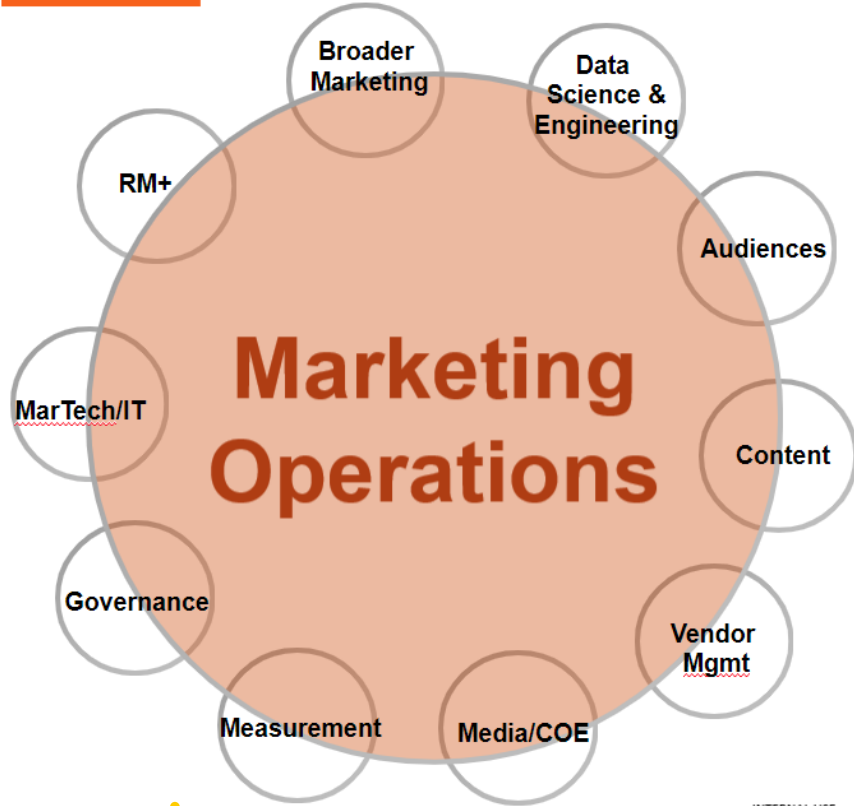 Broader
Marketing
Data
Science &
Engineering
RM+
Audiences
Marketing
Operations
MarTech/IT
Content
Governance
Vendor
Mgmt
Measurement
Media/COE